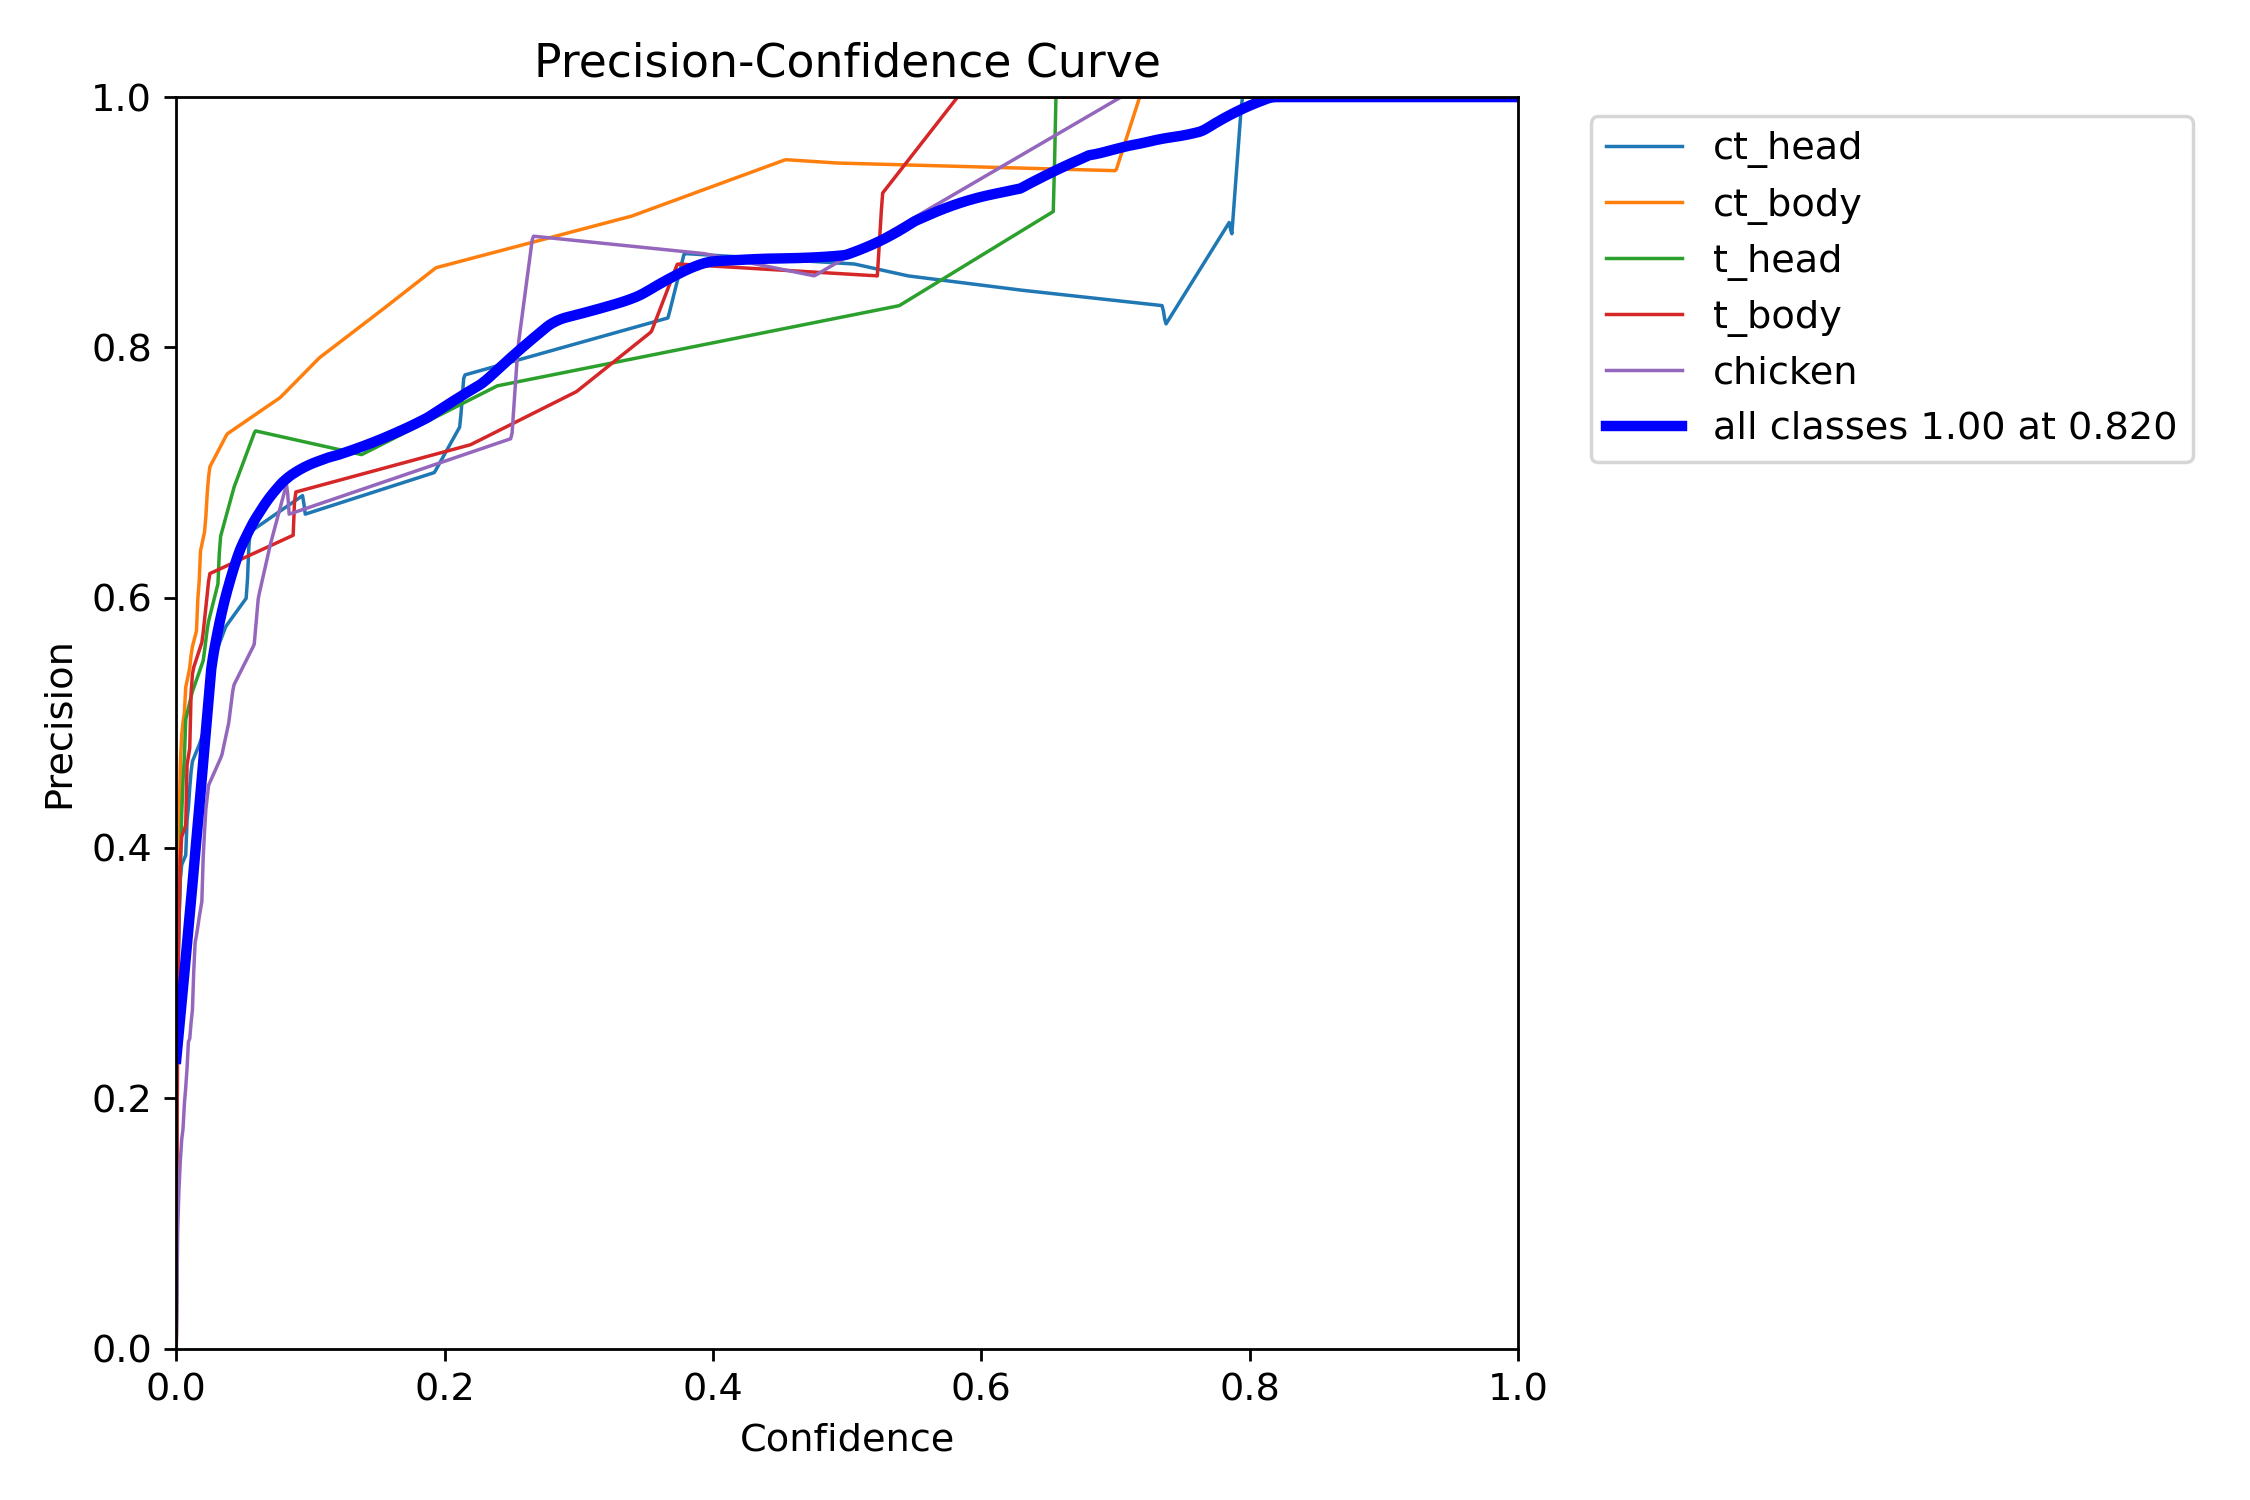 Precision-Confidence Curve
1.0
0.8
0.6
0.4
0.2
0.0
Precision
0.0 0.2 0.4 0.6 0.8 1.0
Confidence
ct_head
ct_body
t_head
t_body
chicken
all classes 1.00 at 0.820